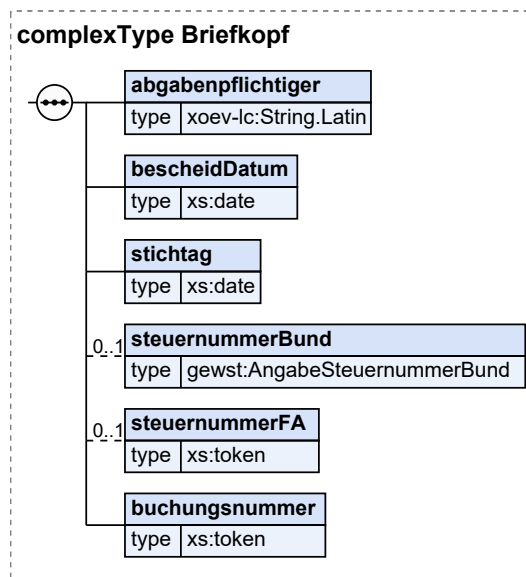 complexType Briefkopf
abgabenpflichtiger
type xoev-lc:String.Latin
bescheidDatum
type xs:date
stichtag
type xs:date
0..1 steuernummerBund
type gewst:AngabeSteuernummerBund
0..1 steuernummerFA
type xs:token
buchungsnummer
type xs:token